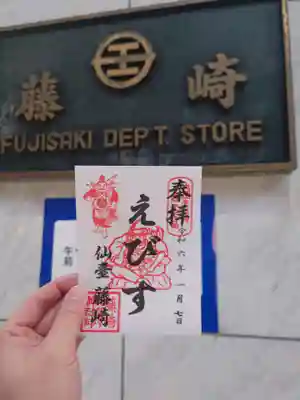 藤崎
FUJISAKI DEPT. STORE
奉拝
令和六年一月七日
えびす
仙臺 藤崎